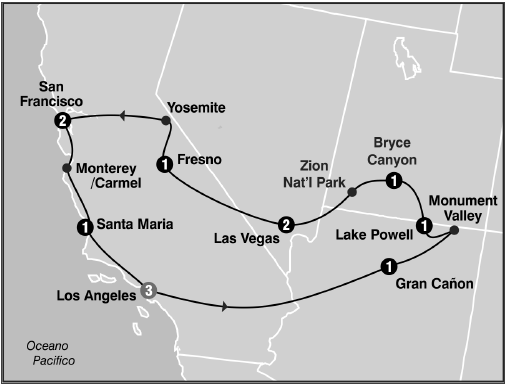 San
Francisco
2
Yosemite
1
Fresno
Monterey
/Carmel
1
Santa Maria
Los Angeles
3
Las Vegas
2
Zion
Nat'l Park
Bryce
Canyon
1
Monument
Valley
Lake Powell
1
1
Gran Cañon
Oceano
Pacífico